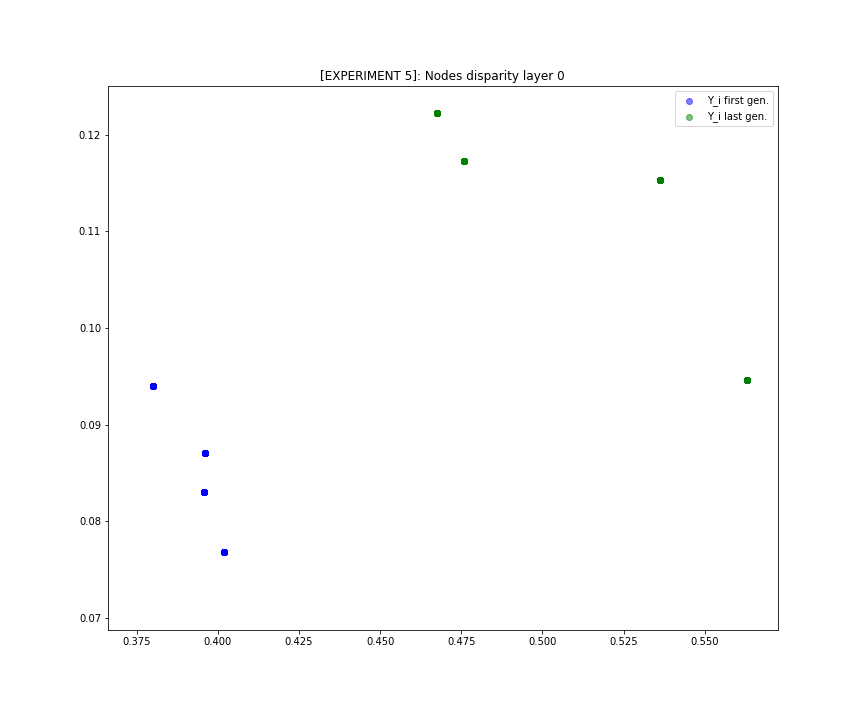 [EXPERIMENT 5]: Nodes disparity layer 0
Y_i first gen.
Y_i last gen.
0.12
0.11
0.10
0.09
0.08
0.07
0.375 0.400 0.425 0.450 0.475 0.500 0.525 0.550